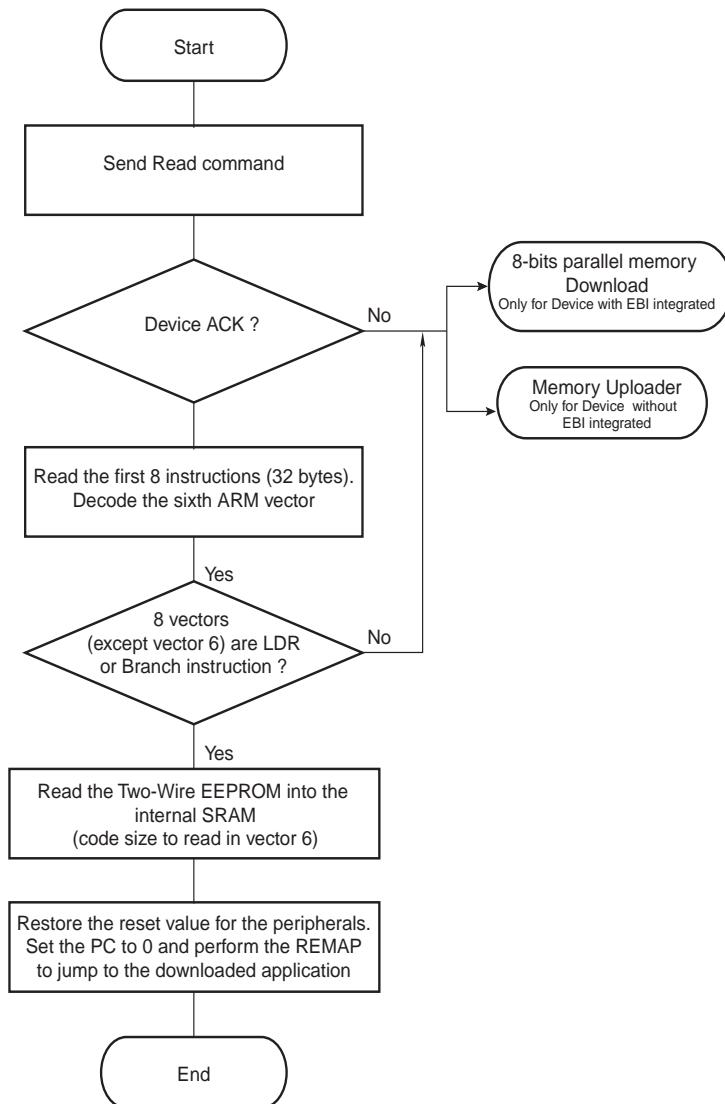 Start
Send Read command
8-bits parallel memory
Download
Only for Device with EBI integrated
Device ACK ?
No
Memory Uploader
Only for Device without
EBI integrated
Read the first 8 instructions (32 bytes).
Decode the sixth ARM vector
Yes
8 vectors
(except vector 6) are LDR
or Branch instruction ?
No
Yes
Read the Two-Wire EEPROM into the
internal SRAM
(code size to read in vector 6)
Restore the reset value for the peripherals.
Set the PC to 0 and perform the REMAP
to jump to the downloaded application
End